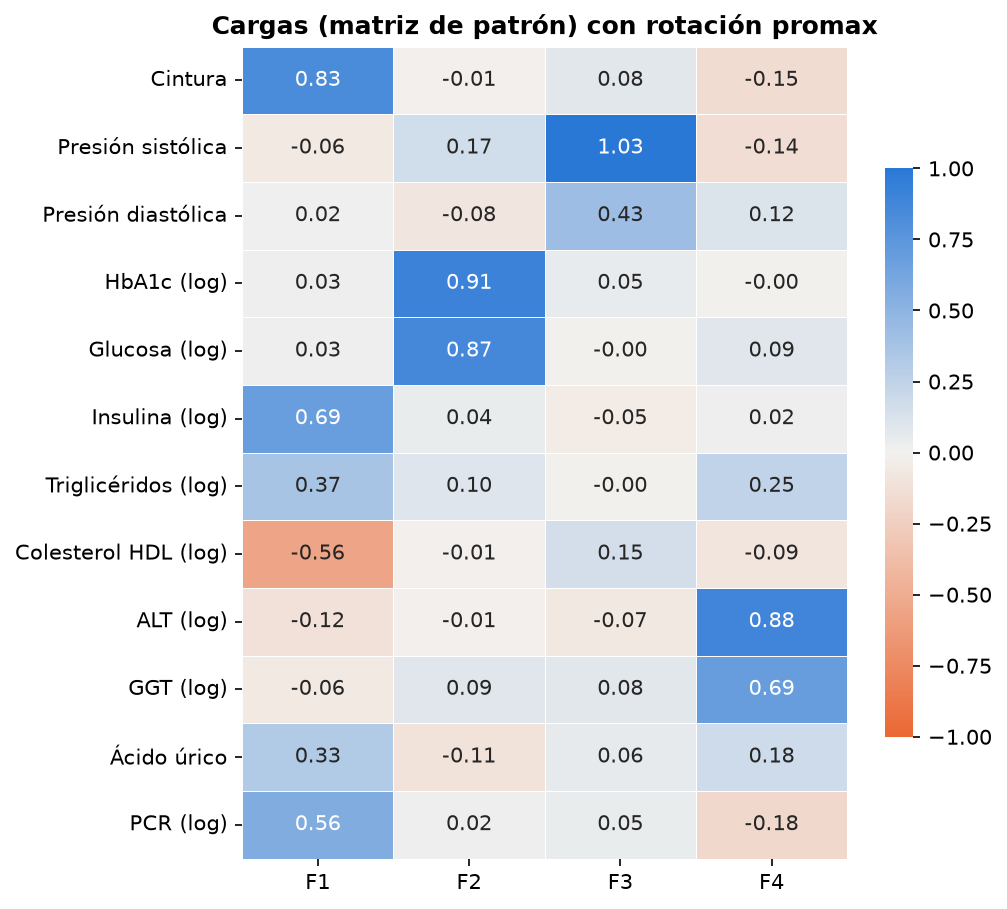 Cargas (matriz de patrón) con rotación promax
Cintura 0.83 -0.01 0.08 -0.15
Presión sistólica -0.06 0.17 1.03 -0.14
Presión diastólica 0.02 -0.08 0.43 0.12
HbA1c (log) 0.03 0.91 0.05 -0.00
Glucosa (log) 0.03 0.87 -0.00 0.09
Insulina (log) 0.69 0.04 -0.05 0.02
Triglicéridos (log) 0.37 0.10 -0.00 0.25
Colesterol HDL (log) -0.56 -0.01 0.15 -0.09
ALT (log) -0.12 -0.01 -0.07 0.88
GGT (log) -0.06 0.09 0.08 0.69
Ácido úrico 0.33 -0.11 0.06 0.18
PCR (log) 0.56 0.02 0.05 -0.18
F1 F2 F3 F4
1.00
0.75
0.50
0.25
0.00
−0.25
−0.50
−0.75
−1.00